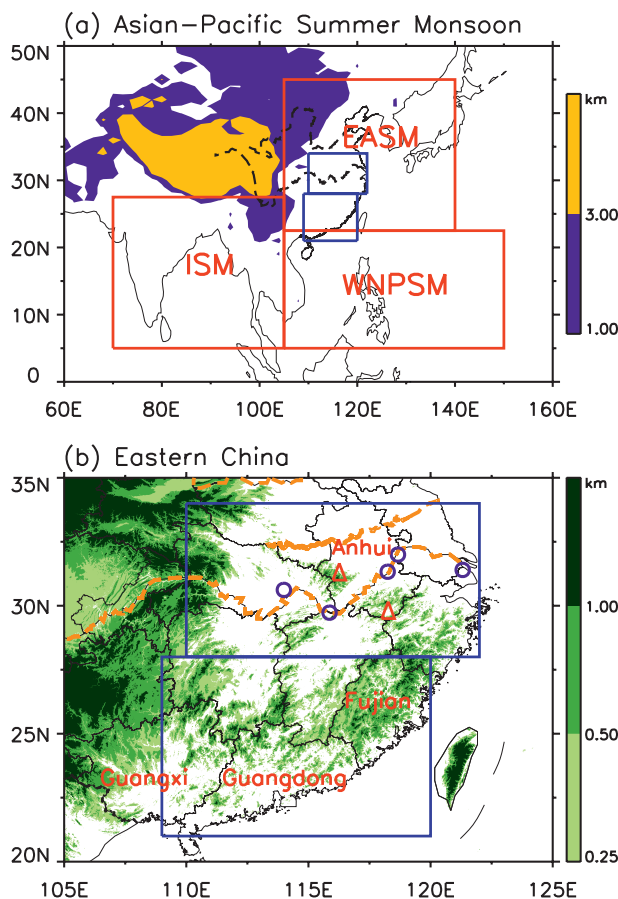 (a) Asian-Pacific Summer Monsoon
50N
40N
30N
20N
10N
0
60E 80E 100E 120E 140E 160E
EASM
ISM
WNPSM
km
3.00
1.00
(b) Eastern China
35N
30N
25N
20N
105E 110E 115E 120E 125E
Anhui
Fujian
Guangxi Guangdong
km
1.00
0.50
0.25